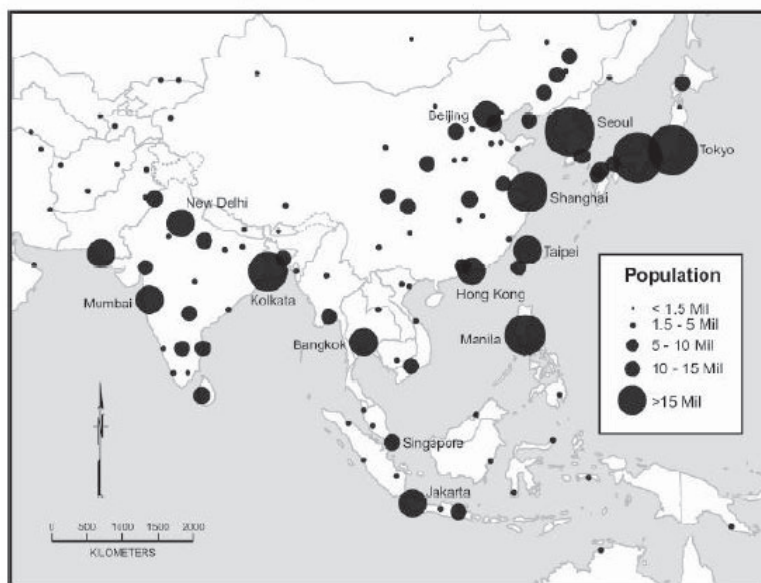 Beijing
Seoul
Tokyo
Shanghai
New Delhi
Taipei
Hong Kong
Kolkata
Mumbai
Bangkok
Manila
Singapore
Jakarta
Population
< 1.5 Mil
1.5 - 5 Mil
5 - 10 Mil
10 - 15 Mil
>15 Mil
0 500 1000 2000
KILOMETERS